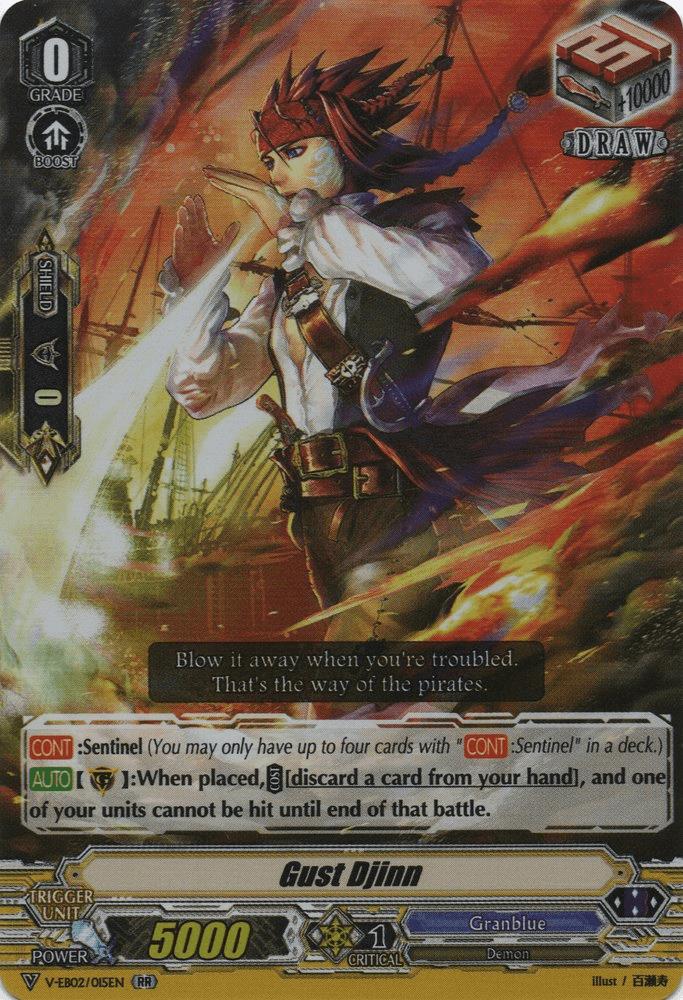 0
GRADE
BOOST
+10000
DRAW
SHIELD
0
Blow it away when you're troubled.
That's the way of the pirates.
CONT :Sentinel (You may only have up to four cards with "CONT :Sentinel" in a deck.)
AUTO [ ]:When placed, COST [discard a card from your hand], and one
of your units cannot be hit until end of that battle.
Gust Djinn
TRIGGER
UNIT
POWER 5000
1
CRITICAL
Granblue
Demon
V-EB02/015EN RR
illust / 百瀬寿